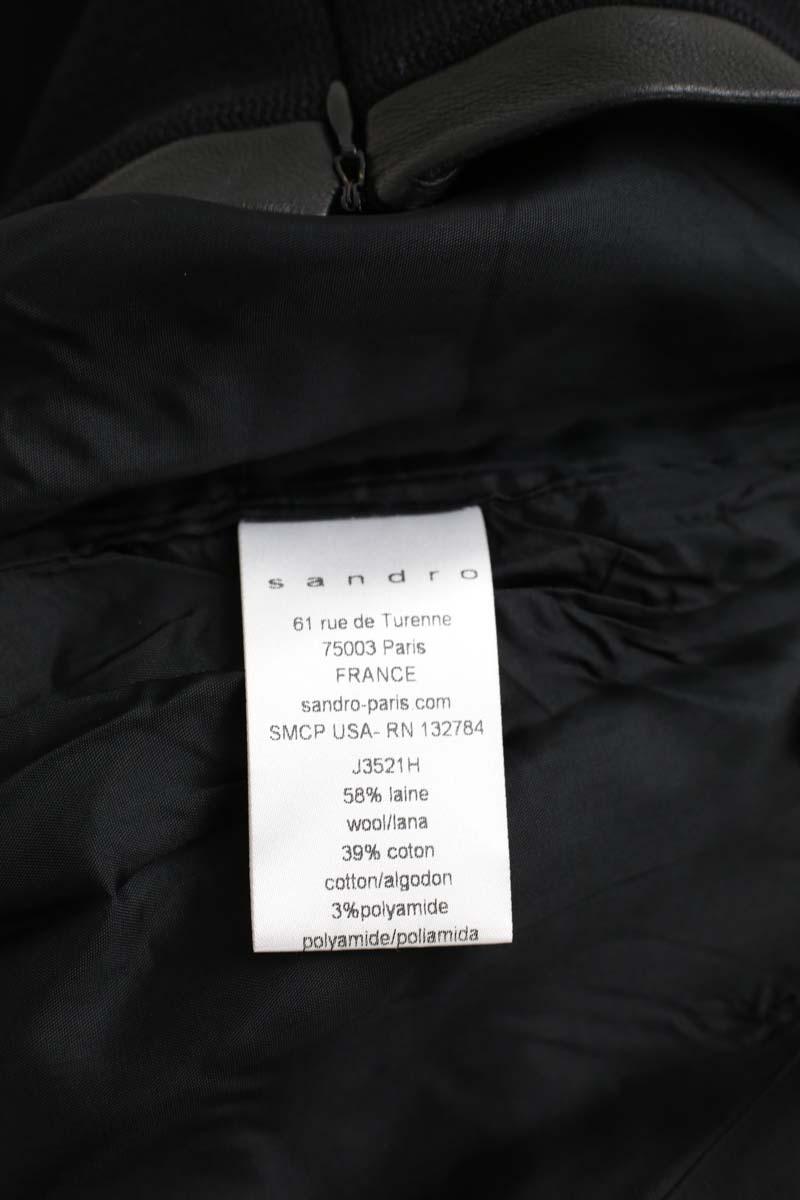 sandro
61 rue de Turenne
75003 Paris
FRANCE
sandro-paris.com
SMCP USA- RN 132784
J3521H
58% laine
wool/lana
39% coton
cotton/algodon
3%polyamide
polyamide/poliamida